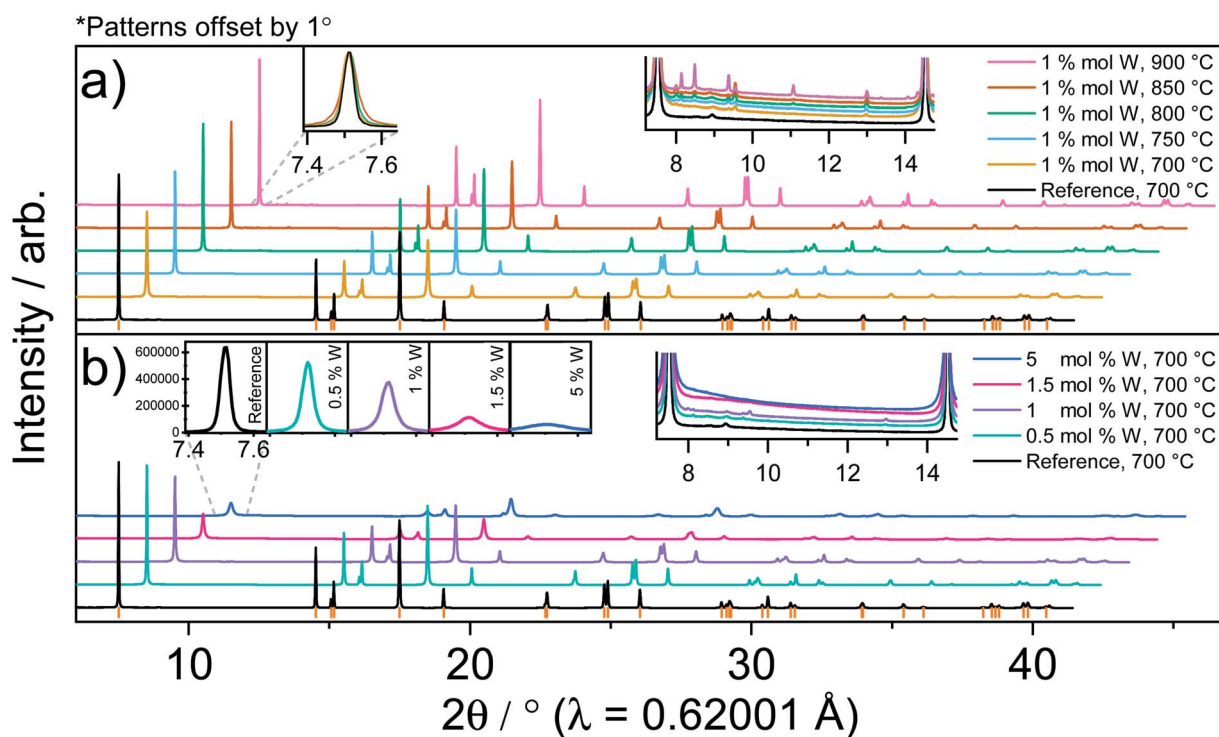 *Patterns offset by 1°
a)
7.4 7.6
8 10 12 14
1 % mol W, 900 °C
1 % mol W, 850 °C
1 % mol W, 800 °C
1 % mol W, 750 °C
1 % mol W, 700 °C
Reference, 700 °C
b)
600000
400000
200000
0
Reference
0.5 % W
1 % W
1.5 % W
5 % W
7.4 7.6
8 10 12 14
5 mol % W, 700 °C
1.5 mol % W, 700 °C
1 mol % W, 700 °C
0.5 mol % W, 700 °C
Reference, 700 °C
Intensity / arb.
10 20 30 40
2θ / ° (λ = 0.62001 Å)